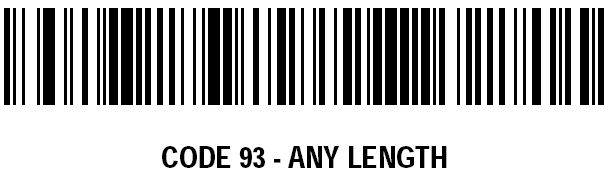 CODE 93 - ANY LENGTH